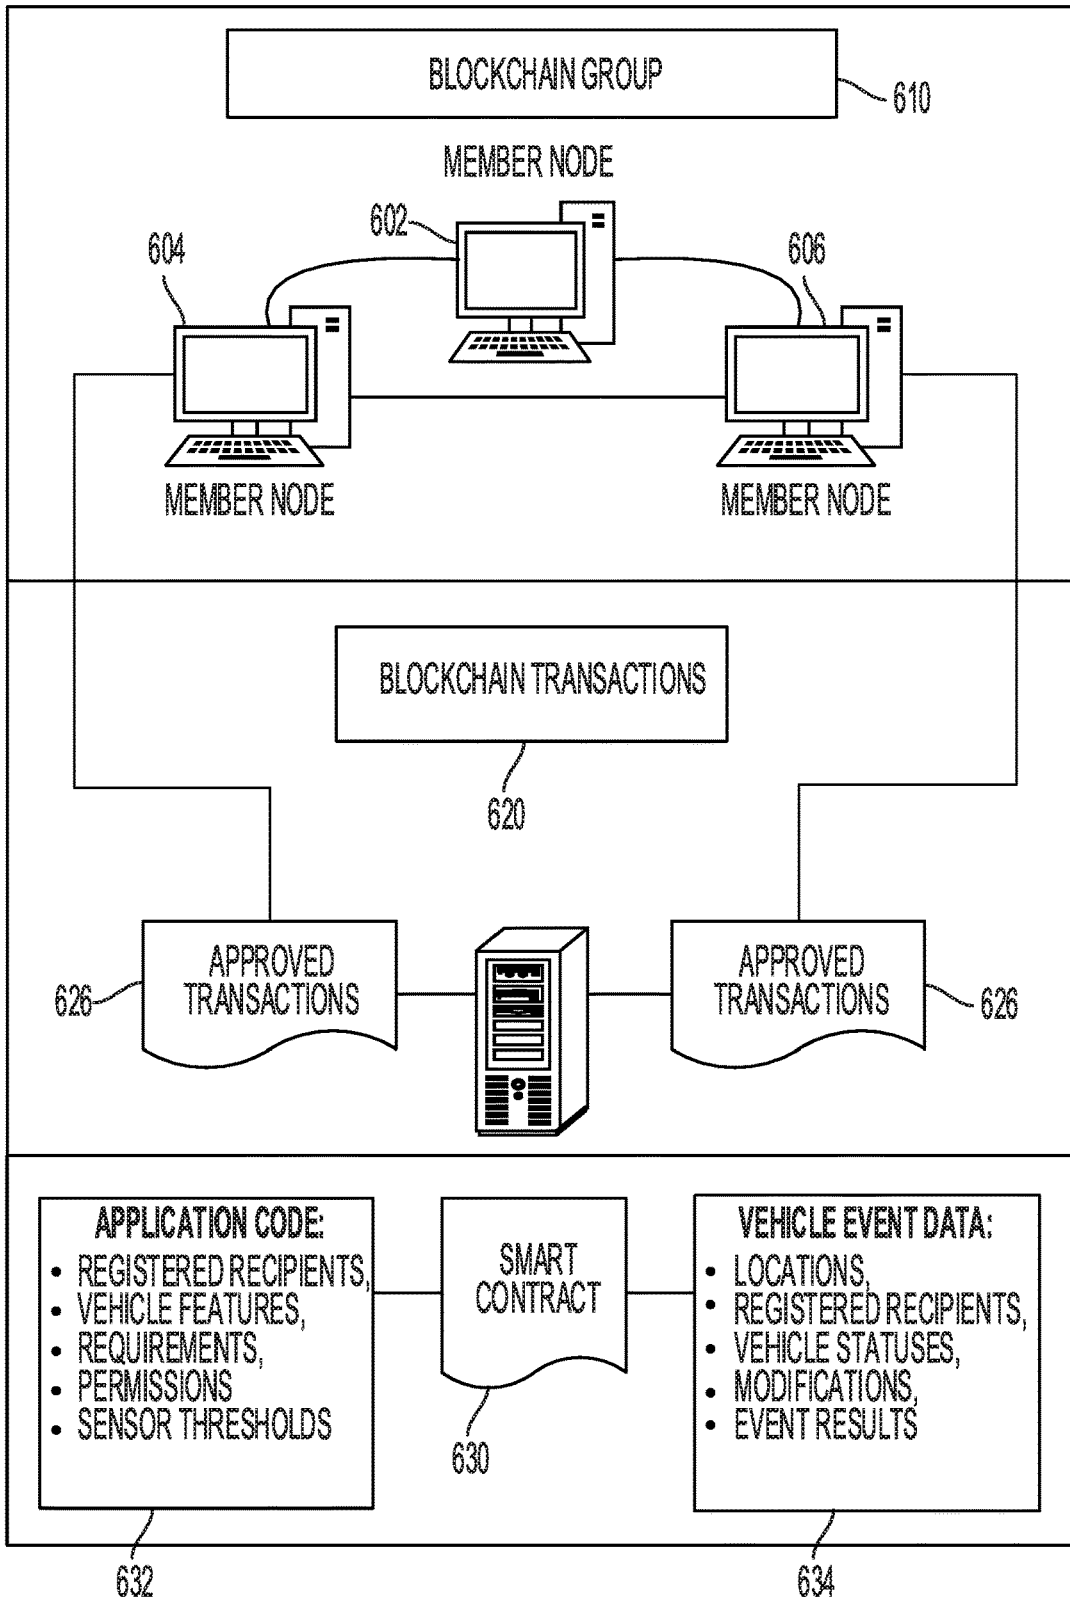 BLOCKCHAIN GROUP
610
MEMBER NODE
602
604
606
MEMBER NODE
MEMBER NODE
BLOCKCHAIN TRANSACTIONS
620
APPROVED
TRANSACTIONS
626
APPROVED
TRANSACTIONS
626
APPLICATION CODE:
• REGISTERED RECIPIENTS,
• VEHICLE FEATURES,
• REQUIREMENTS,
• PERMISSIONS
• SENSOR THRESHOLDS
632
SMART
CONTRACT
630
VEHICLE EVENT DATA:
• LOCATIONS,
• REGISTERED RECIPIENTS,
• VEHICLE STATUSES,
• MODIFICATIONS,
• EVENT RESULTS
634